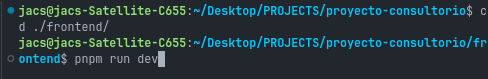 jacs@jacs-Satellite-C655:~/Desktop/PROJECTS/proyecto-consultorio$ c
d ./frontend/
jacs@jacs-Satellite-C655:~/Desktop/PROJECTS/proyecto-consultorio/fr
ontend$ pnpm run dev